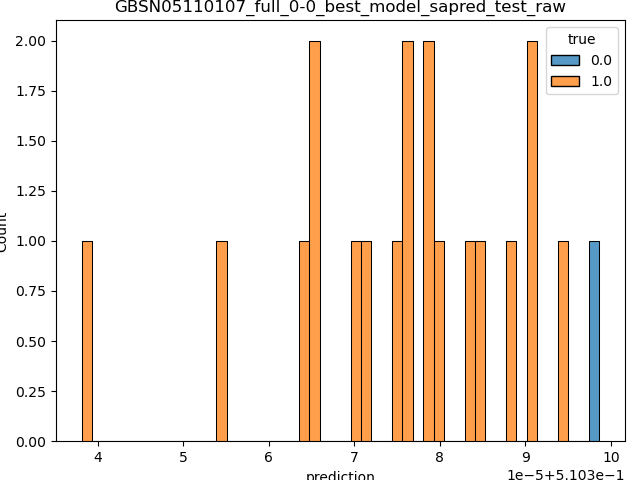 GBSN05110107_full_0-0_best_model_sapred_test_raw
2.00
1.75
1.50
1.25
1.00
0.75
0.50
0.25
0.00
Count
true
0.0
1.0
4 5 6 7 8 9 10
prediction
1e-5+5.103e-1